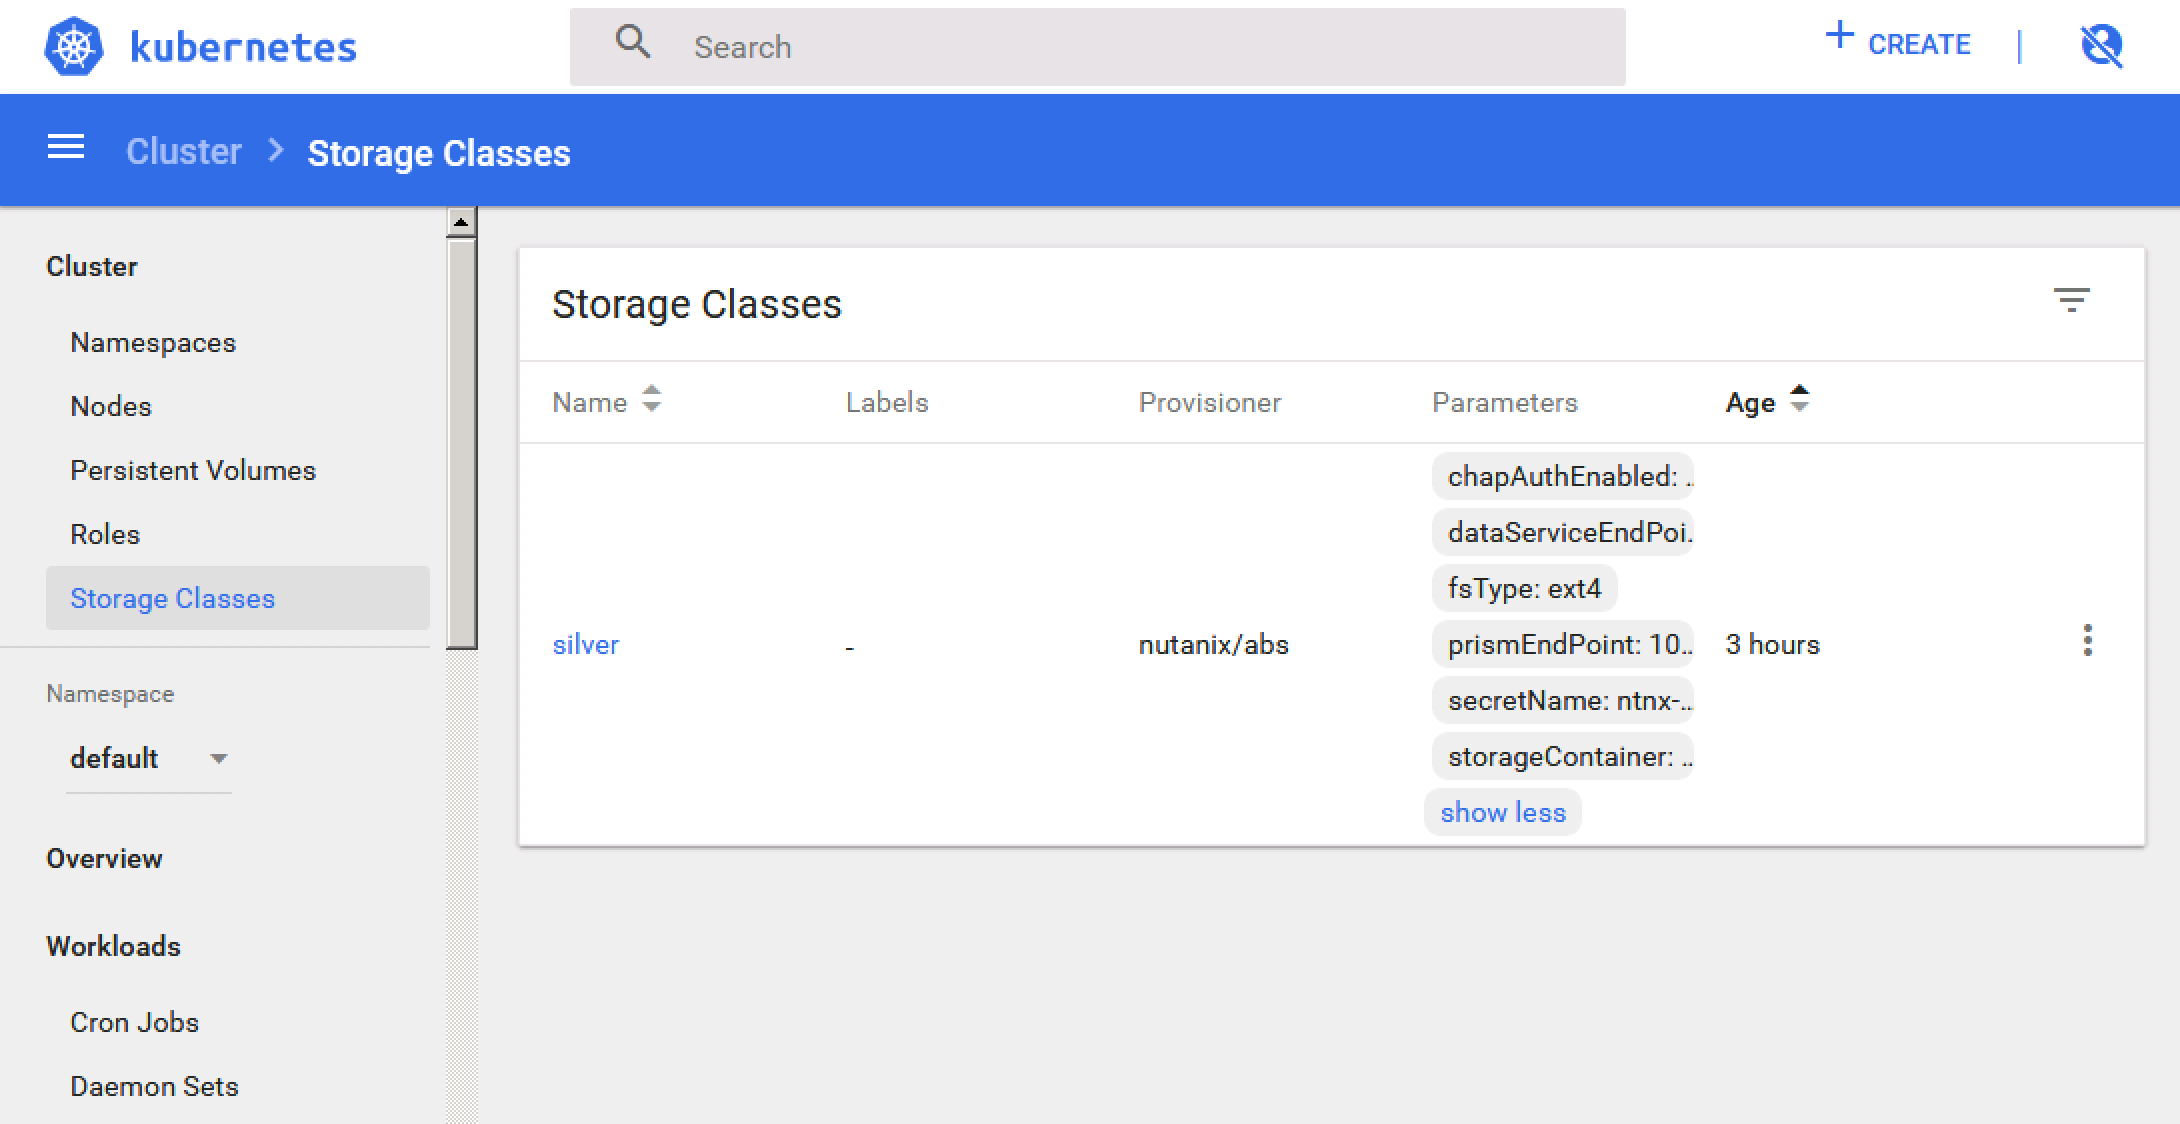 kubernetes
Search
+ CREATE |
Cluster > Storage Classes
Cluster
Namespaces
Nodes
Persistent Volumes
Roles
Storage Classes
Namespace
default
Overview
Workloads
Cron Jobs
Daemon Sets
Storage Classes
Name Labels Provisioner Parameters Age
silver - nutanix/abs 3 hours
chapAuthEnabled: ..
dataServiceEndPoi.
fsType: ext4
prismEndPoint: 10..
secretName: ntnx-..
storageContainer: ..
show less